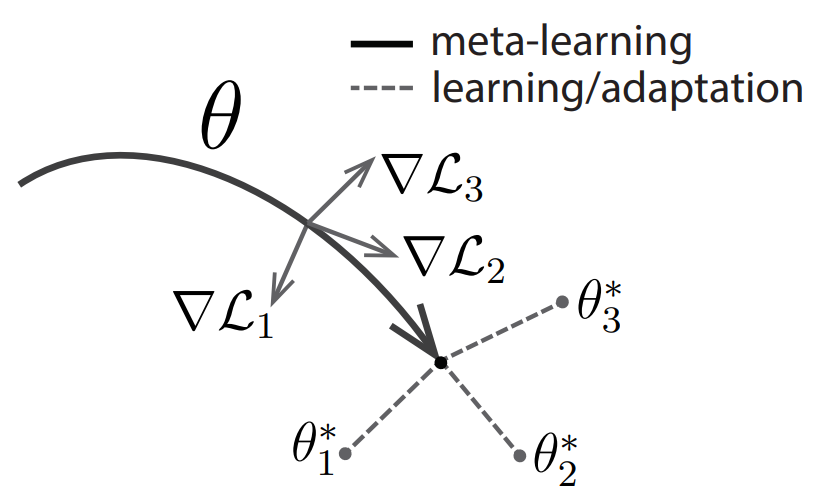 meta-learning
learning/adaptation
θ
∇ℒ₃
∇ℒ₂
∇ℒ₁
θ₃*
θ₁*
θ₂*